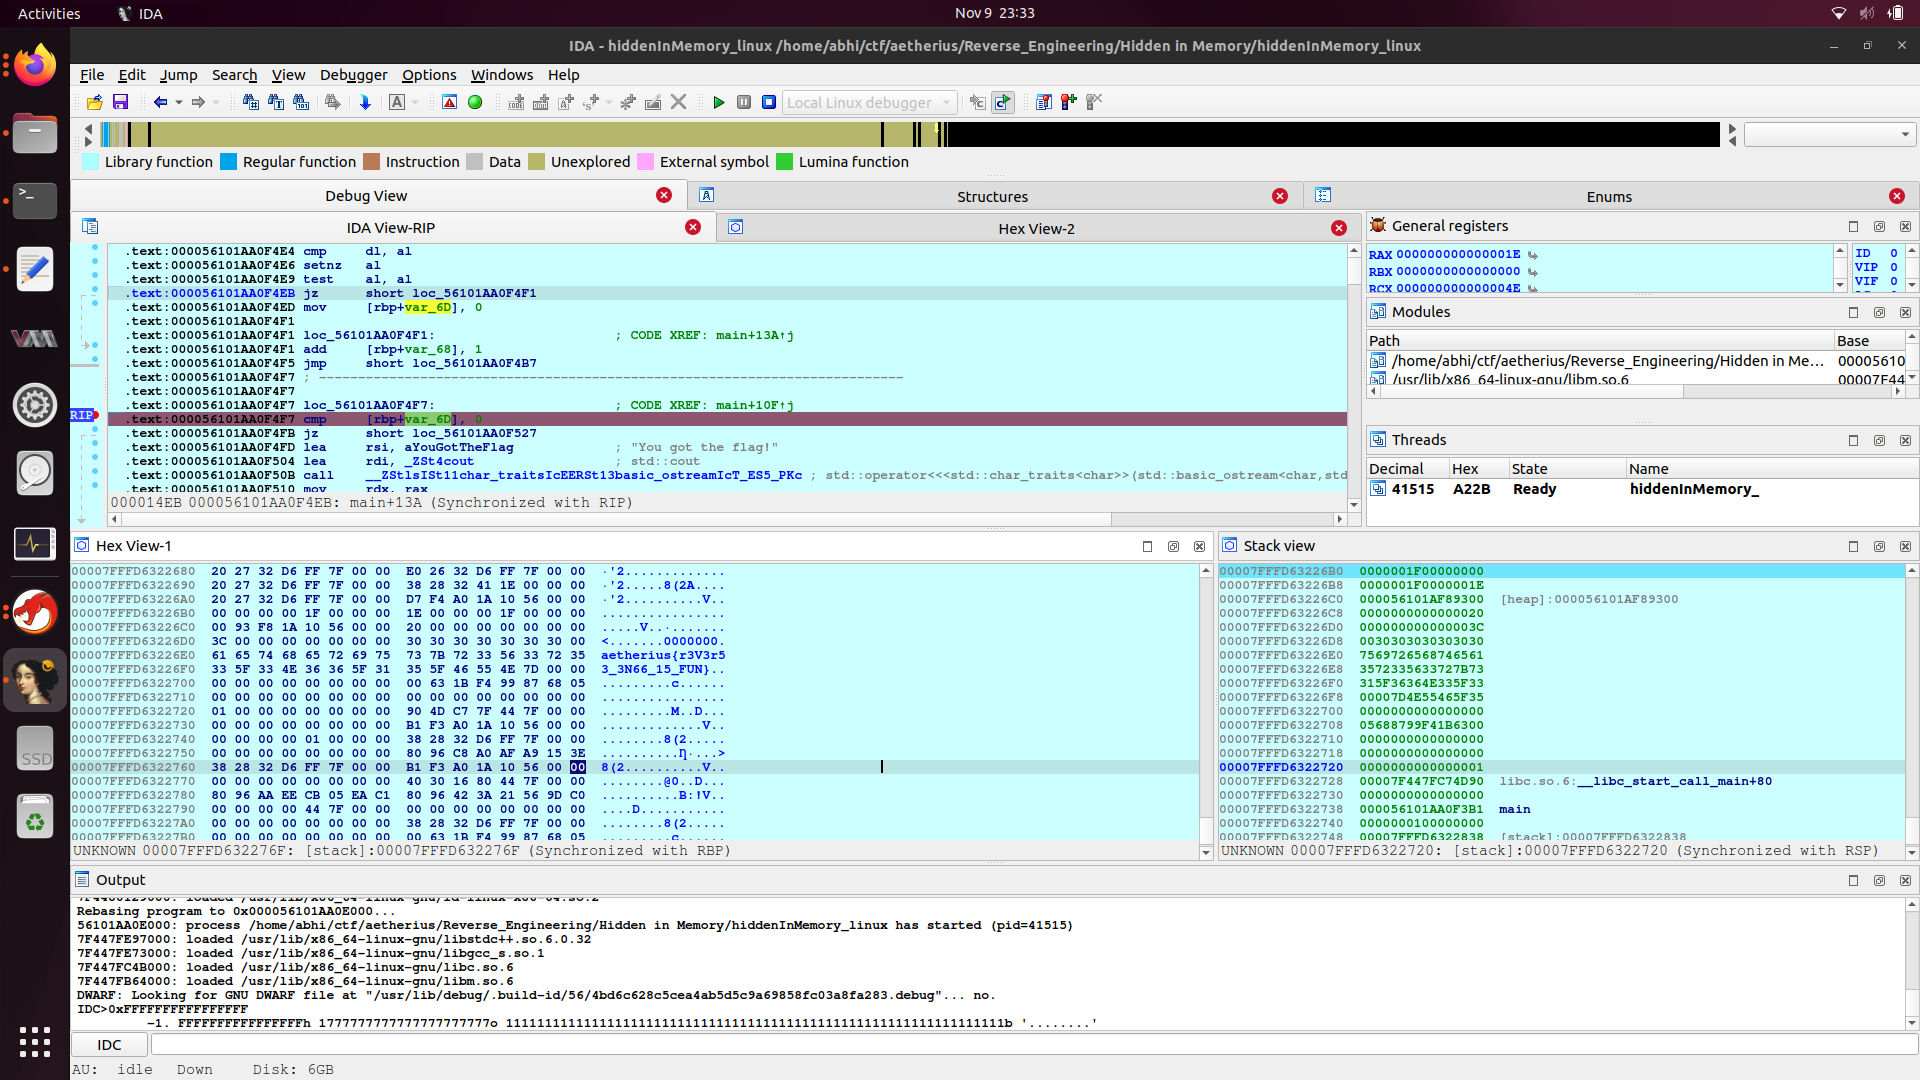 Activities IDA Nov 9 23:33
IDA - hiddenInMemory_linux /home/abhi/ctf/aetherius/Reverse_Engineering/Hidden in Memory/hiddenInMemory_linux
File Edit Jump Search View Debugger Options Windows Help
Local Linux debugger
Library function Regular function Instruction Data Unexplored External symbol Lumina function
Debug View Structures Enums
IDA View-RIP Hex View-2
.text:000056101AA0F4E4 cmp dl, al
.text:000056101AA0F4E6 setnz al
.text:000056101AA0F4E9 test al, al
.text:000056101AA0F4EB jz short loc_56101AA0F4F1
.text:000056101AA0F4ED mov [rbp+var_6D], 0
.text:000056101AA0F4F1
.text:000056101AA0F4F1 loc_56101AA0F4F1: ; CODE XREF: main+13A↑j
.text:000056101AA0F4F1 add [rbp+var_68], 1
.text:000056101AA0F4F5 jmp short loc_56101AA0F4B7
.text:000056101AA0F4F7 ; ---------------------------------------------------------------------------
.text:000056101AA0F4F7
.text:000056101AA0F4F7 loc_56101AA0F4F7: ; CODE XREF: main+10F↑j
RIP .text:000056101AA0F4F7 cmp [rbp+var_6D], 0
.text:000056101AA0F4FB jz short loc_56101AA0F527
.text:000056101AA0F4FD lea rsi, aYouGotTheFlag ; "You got the flag!"
.text:000056101AA0F504 lea rdi, _ZSt4cout ; std::cout
.text:000056101AA0F50B call __ZStlsISt11char_traitsIcEERSt13basic_ostreamIcT_ES5_PKc ; std::operator<<<std::char_traits<char>>(std::basic_ostream<char,std
.text:000056101AA0F510 mov rdx, rax
000014EB 000056101AA0F4EB: main+13A (Synchronized with RIP)
General registers
RAX 000000000000001E
RBX 0000000000000000
RCX 000000000000004E
ID 0
VIP 0
VIF 0
Modules
Path Base
/home/abhi/ctf/aetherius/Reverse_Engineering/Hidden in Me... 00005610
/usr/lib/x86_64-linux-gnu/libm.so.6 00007F44
Threads
Decimal Hex State Name
41515 A22B Ready hiddenInMemory_
Hex View-1
00007FFFD6322680 20 27 32 D6 FF 7F 00 00 E0 26 32 D6 FF 7F 00 00 ·'2.............
00007FFFD6322690 20 27 32 D6 FF 7F 00 00 38 28 32 41 1E 00 00 00 ·'2.....8(2A....
00007FFFD63226A0 20 27 32 D6 FF 7F 00 00 D7 F4 A0 1A 10 56 00 00 ·'2..........V..
00007FFFD63226B0 00 00 00 00 1F 00 00 00 1E 00 00 00 1F 00 00 00 ................
00007FFFD63226C0 00 93 F8 1A 10 56 00 00 20 00 00 00 00 00 00 00 .....V..·.......
00007FFFD63226D0 3C 00 00 00 00 00 00 00 30 30 30 30 30 30 30 00 <.......0000000.
00007FFFD63226E0 61 65 74 68 65 72 69 75 73 7B 72 33 56 33 72 35 aetherius{r3V3r5
00007FFFD63226F0 33 5F 33 4E 36 36 5F 31 35 5F 46 55 4E 7D 00 00 3_3N66_15_FUN}..
00007FFFD6322700 00 00 00 00 00 00 00 00 00 63 1B F4 99 87 68 05 .........c......
00007FFFD6322710 00 00 00 00 00 00 00 00 00 00 00 00 00 00 00 00 ................
00007FFFD6322720 01 00 00 00 00 00 00 00 90 4D C7 7F 44 7F 00 00 .........M..D...
00007FFFD6322730 00 00 00 00 00 00 00 00 B1 F3 A0 1A 10 56 00 00 .............V..
00007FFFD6322740 00 00 00 00 01 00 00 00 38 28 32 D6 FF 7F 00 00 ........8(2.....
00007FFFD6322750 00 00 00 00 00 00 00 00 80 96 C8 A0 AF A9 15 3E
00007FFFD6322760 38 28 32 D6 FF 7F 00 00 B1 F3 A0 1A 10 56 00 00 8(2..........V..
00007FFFD6322770 00 00 00 00 00 00 00 00 40 30 16 80 44 7F 00 00 ........@0..D...
00007FFFD6322780 80 96 AA EE CB 05 EA C1 80 96 42 3A 21 56 9D C0 ..........B:!V..
00007FFFD6322790 00 00 00 00 44 7F 00 00 00 00 00 00 00 00 00 00 ....D...........
00007FFFD63227A0 00 00 00 00 00 00 00 00 38 28 32 D6 FF 7F 00 00 ........8(2.....
00007FFFD63227B0 00 00 00 00 00 00 00 00 00 63 1B F4 99 87 68 05 .........c......
UNKNOWN 00007FFFD632276F: [stack]:00007FFFD632276F (Synchronized with RBP)
Stack view
00007FFFD63226B0 0000001F00000000
00007FFFD63226B8 0000001F0000001E
00007FFFD63226C0 000056101AF89300 [heap]:000056101AF89300
00007FFFD63226C8 0000000000000020
00007FFFD63226D0 000000000000003C
00007FFFD63226D8 0030303030303030
00007FFFD63226E0 7569726568746561
00007FFFD63226E8 3572335633727B73
00007FFFD63226F0 315F36364E335F33
00007FFFD63226F8 00007D4E55465F35
00007FFFD6322700 0000000000000000
00007FFFD6322708 05688799F41B6300
00007FFFD6322710 0000000000000000
00007FFFD6322718 0000000000000000
00007FFFD6322720 0000000000000001
00007FFFD6322728 00007F447FC74D90 libc.so.6:__libc_start_call_main+80
00007FFFD6322730 0000000000000000
00007FFFD6322738 000056101AA0F3B1 main
00007FFFD6322740 0000000100000000
00007FFFD6322748 00007FFFD6322838 [stack]:00007FFFD6322838
UNKNOWN 00007FFFD6322720: [stack]:00007FFFD6322720 (Synchronized with RSP)
Output
7F4480129000: loaded /usr/lib/x86_64-linux-gnu/ld-linux-x86-64.so.2
Rebasing program to 0x000056101AA0E000...
56101AA0E000: process /home/abhi/ctf/aetherius/Reverse_Engineering/Hidden in Memory/hiddenInMemory_linux has started (pid=41515)
7F447FE97000: loaded /usr/lib/x86_64-linux-gnu/libstdc++.so.6.0.32
7F447FE73000: loaded /usr/lib/x86_64-linux-gnu/libgcc_s.so.1
7F447FC4B000: loaded /usr/lib/x86_64-linux-gnu/libc.so.6
7F447FB64000: loaded /usr/lib/x86_64-linux-gnu/libm.so.6
DWARF: Looking for GNU DWARF file at "/usr/lib/debug/.build-id/56/4bd6c628c5cea4ab5d5c9a69858fc03a8fa283.debug"... no.
IDC>0xFFFFFFFFFFFFFFFF
-1. FFFFFFFFFFFFFFFFh 1777777777777777777777o 1111111111111111111111111111111111111111111111111111111111111111b '........'
IDC
AU: idle Down Disk: 6GB